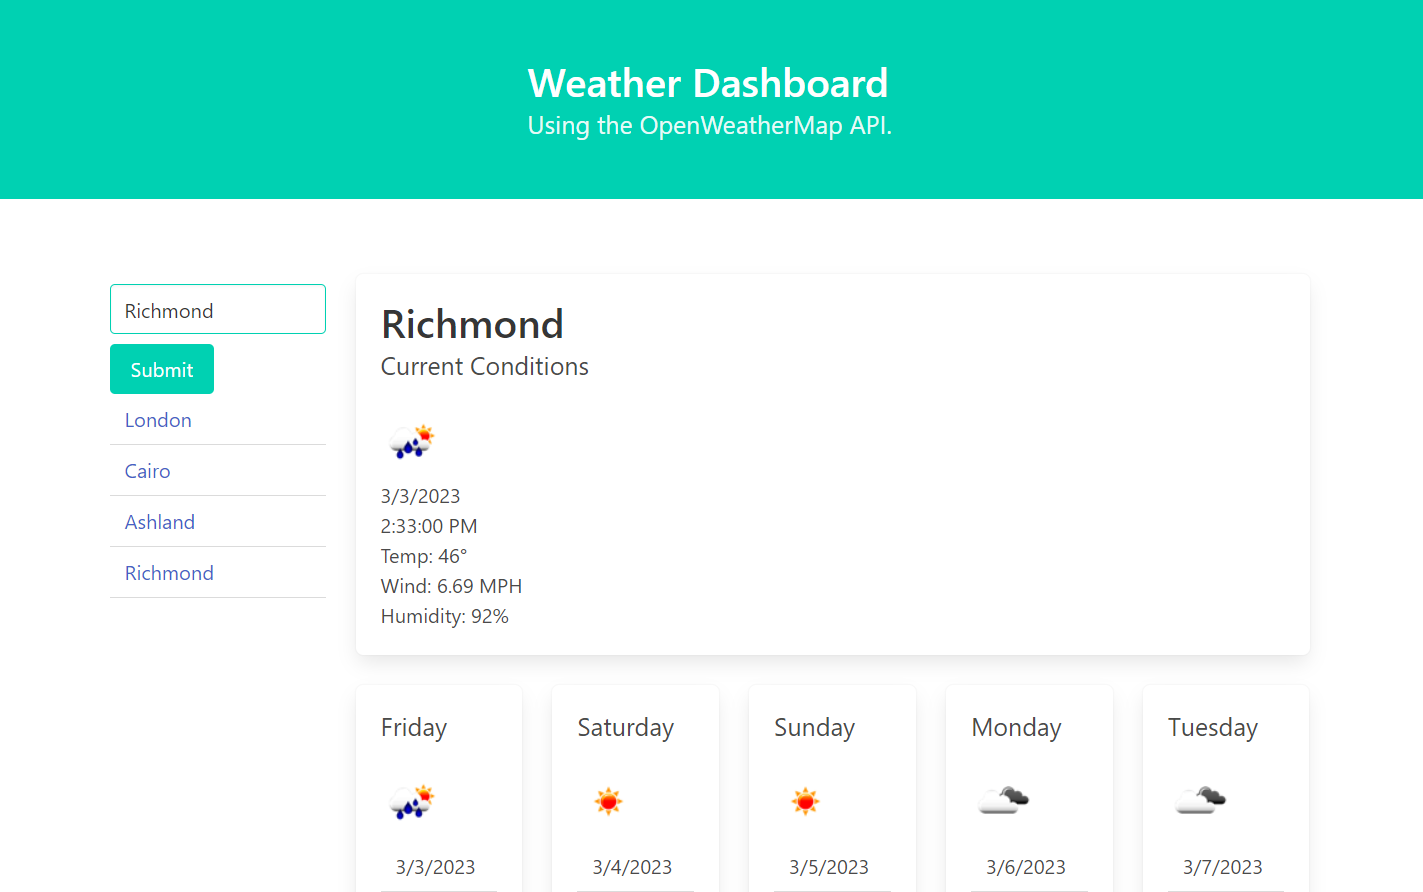 Weather Dashboard
Using the OpenWeatherMap API.
Richmond
Submit
London
Cairo
Ashland
Richmond
Richmond
Current Conditions
3/3/2023
2:33:00 PM
Temp: 46°
Wind: 6.69 MPH
Humidity: 92%
Friday
3/3/2023
Saturday
3/4/2023
Sunday
3/5/2023
Monday
3/6/2023
Tuesday
3/7/2023